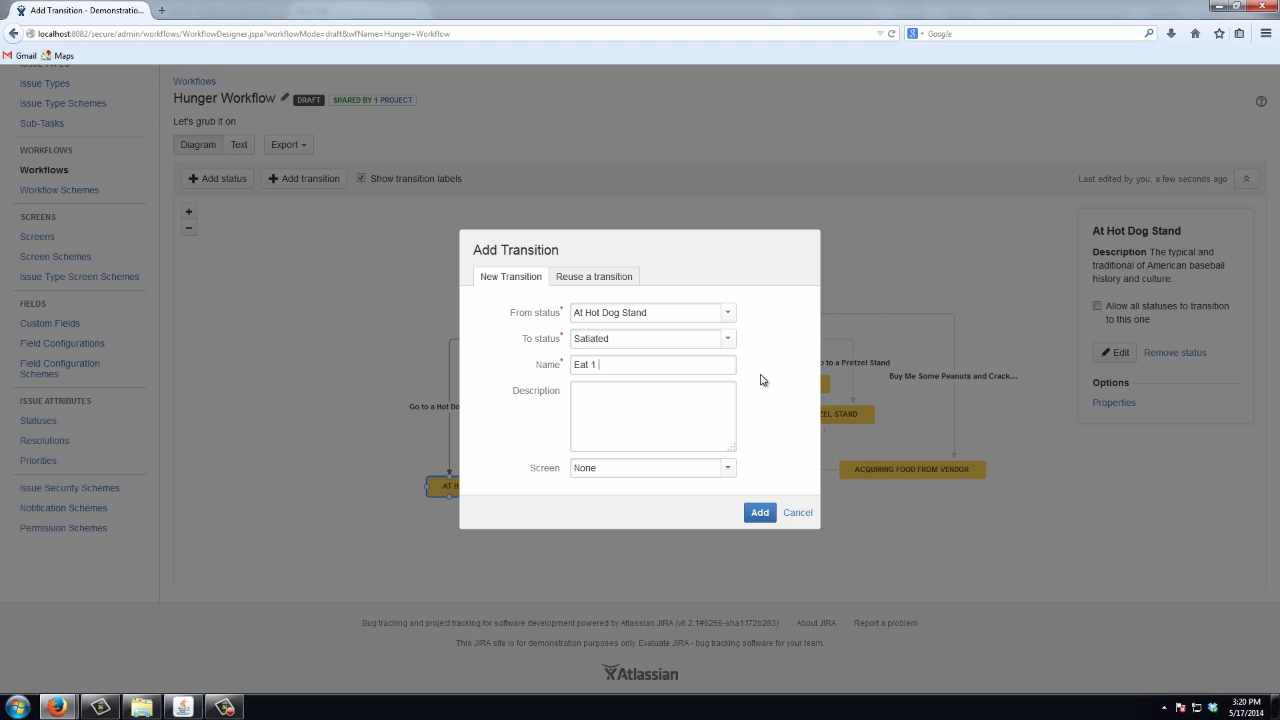 Add Transition - Demonstratio...
localhost:8082/secure/admin/workflows/WorkflowDesigner.jspa?workflowMode=draft&wfName=Hunger+Workflow
Google
Gmail Maps
Issue Types
Issue Type Schemes
Sub-Tasks
WORKFLOWS
Workflows
Workflow Schemes
SCREENS
Screens
Screen Schemes
Issue Type Screen Schemes
FIELDS
Custom Fields
Field Configurations
Field Configuration
Schemes
ISSUE ATTRIBUTES
Statuses
Resolutions
Priorities
Issue Security Schemes
Notification Schemes
Permission Schemes
Workflows
Hunger Workflow DRAFT SHARED BY 1 PROJECT
Let's grub it on
Diagram Text Export
Add status Add transition Show transition labels
Last edited by you, a few seconds ago
Go to a Hot Do
AT H
o to a Pretzel Stand
Buy Me Some Peanuts and Crack...
ZEL STAND
ACQUIRING FOOD FROM VENDOR
At Hot Dog Stand
Description The typical and
traditional of American baseball
history and culture.
Allow all statuses to transition
to this one
Edit Remove status
Options
Properties
Add Transition
New Transition Reuse a transition
From status* At Hot Dog Stand
To status* Satiated
Name* Eat 1
Description
Screen None
Add Cancel
Bug tracking and project tracking for software development powered by Atlassian JIRA (v6.2.1#6256-sha1:f72b283) · About JIRA · Report a problem
This JIRA site is for demonstration purposes only. Evaluate JIRA - bug tracking software for your team.
Atlassian
3:20 PM
5/17/2014